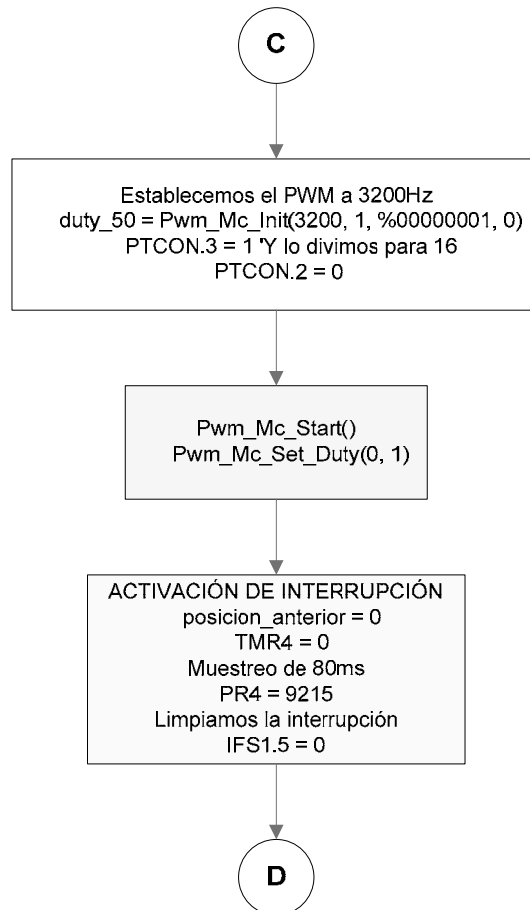 C
Establecemos el PWM a 3200Hz
duty_50 = Pwm_Mc_Init(3200, 1, %00000001, 0)
PTCON.3 = 1 'Y lo divimos para 16
PTCON.2 = 0
Pwm_Mc_Start()
Pwm_Mc_Set_Duty(0, 1)
ACTIVACIÓN DE INTERRUPCIÓN
posicion_anterior = 0
TMR4 = 0
Muestreo de 80ms
PR4 = 9215
Limpiamos la interrupción
IFS1.5 = 0
D